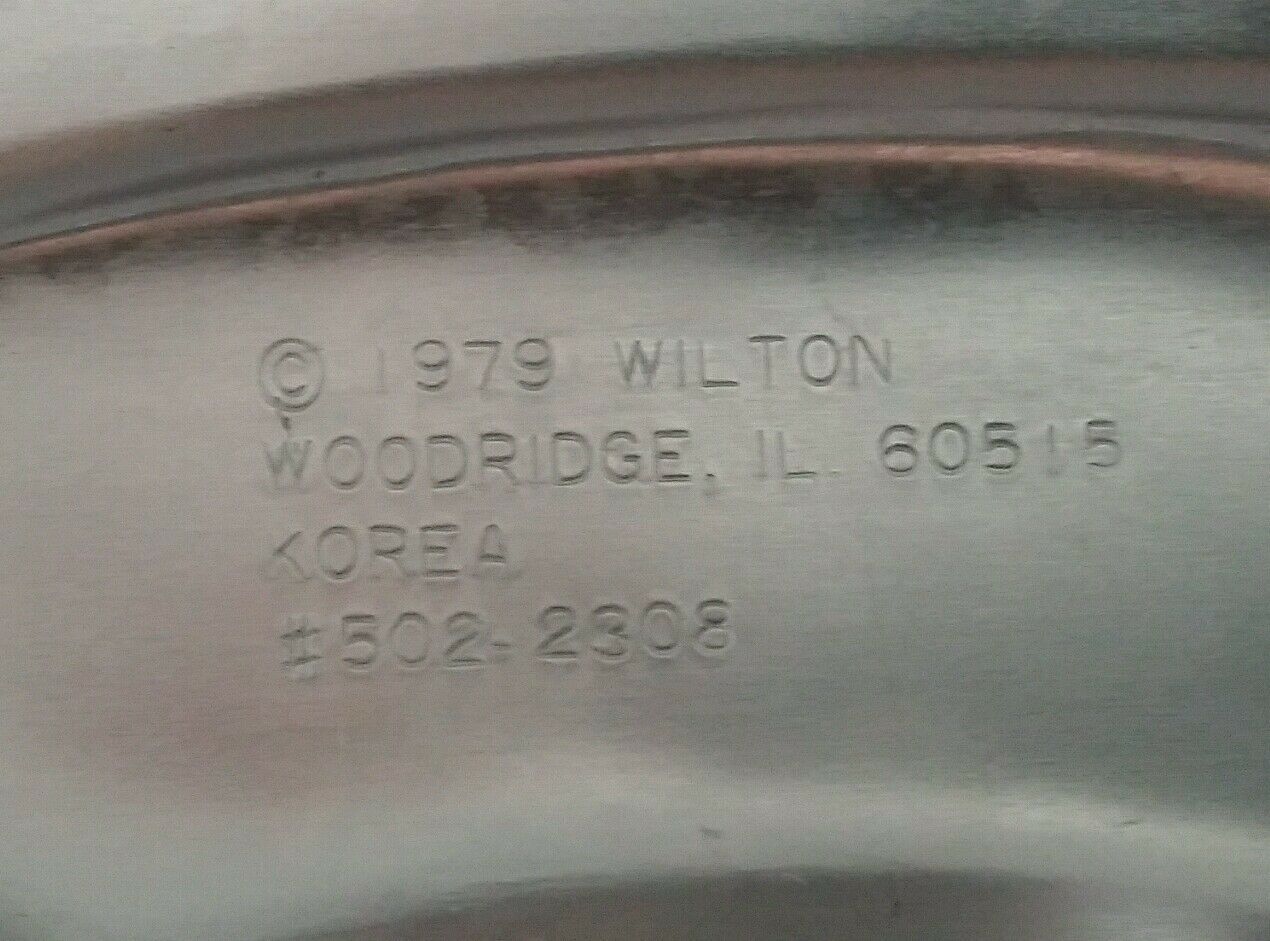 © 1979 WILTON
WOODRIDGE, IL. 60515
KOREA
#502-2308